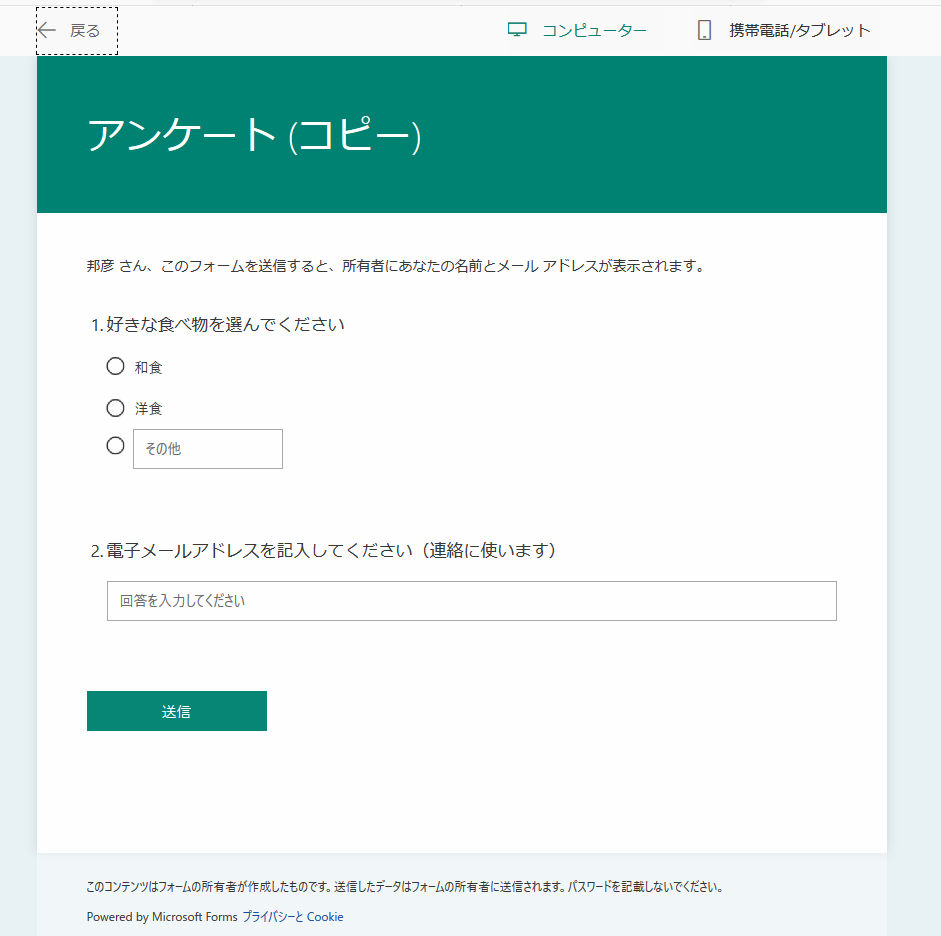 戻る コンピューター 携帯電話/タブレット
アンケート (コピー)
邦彦 さん、このフォームを送信すると、所有者にあなたの名前とメール アドレスが表示されます。
1. 好きな食べ物を選んでください
和食
洋食
その他
2. 電子メールアドレスを記入してください（連絡に使います）
回答を入力してください
送信
このコンテンツはフォームの所有者が作成したものです。送信したデータはフォームの所有者に送信されます。パスワードを記載しないでください。
Powered by Microsoft Forms プライバシーと Cookie